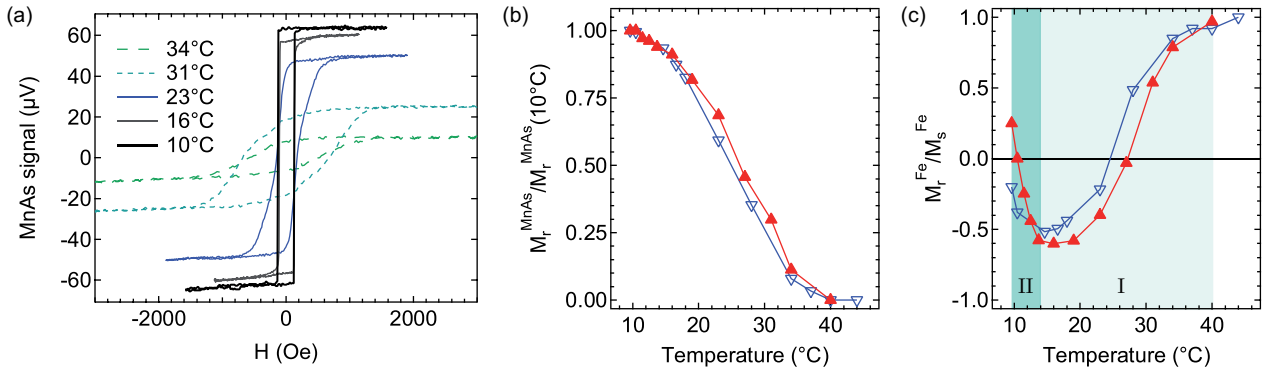 (a)
60
40
20
0
-20
-40
-60
MnAs signal (µV)
34°C
31°C
23°C
16°C
10°C
-2000
0
2000
H (Oe)
(b)
1.00
0.75
0.50
0.25
0.00
M_r^MnAs/M_r^MnAs(10°C)
10
20
30
40
Temperature (°C)
(c)
1.0
0.5
0.0
-0.5
-1.0
M_r^Fe/M_s^Fe
II
I
10
20
30
40
Temperature (°C)